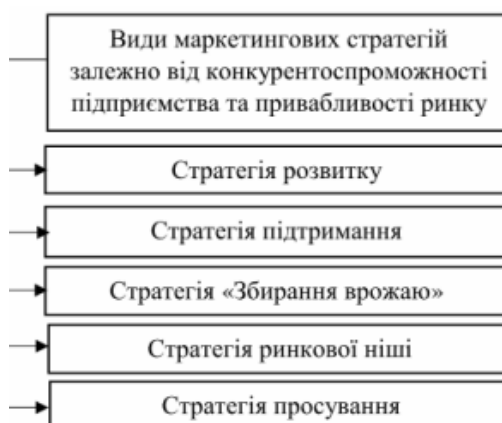 Види маркетингових стратегій
залежно від конкурентоспроможності
підприємства та привабливості ринку
Стратегія розвитку
Стратегія підтримання
Стратегія «Збирання врожаю»
Стратегія ринкової ніші
Стратегія просування